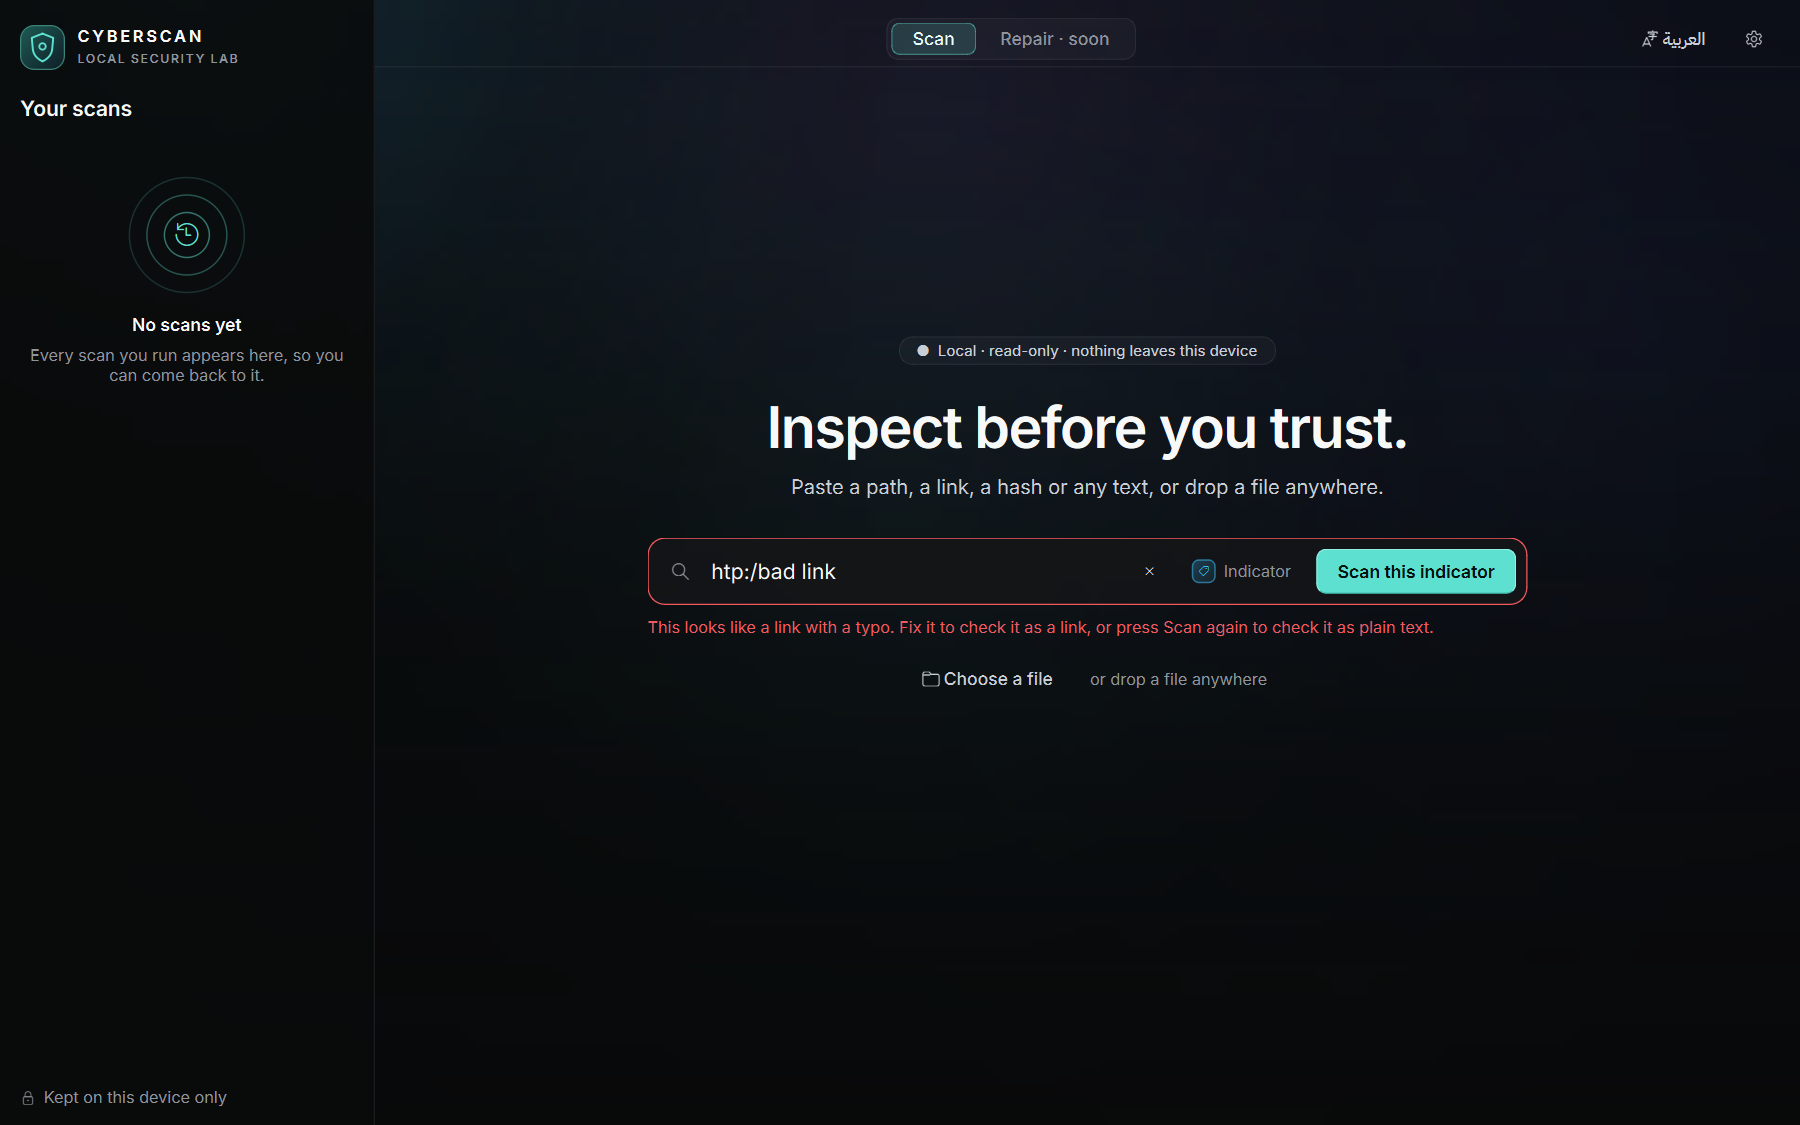 CYBERSCAN
LOCAL SECURITY LAB
Your scans
No scans yet
Every scan you run appears here, so you
can come back to it.
Kept on this device only
Scan
Repair · soon
العربية
Local · read-only · nothing leaves this device
Inspect before you trust.
Paste a path, a link, a hash or any text, or drop a file anywhere.
htp:/bad link
Indicator
Scan this indicator
This looks like a link with a typo. Fix it to check it as a link, or press Scan again to check it as plain text.
Choose a file
or drop a file anywhere